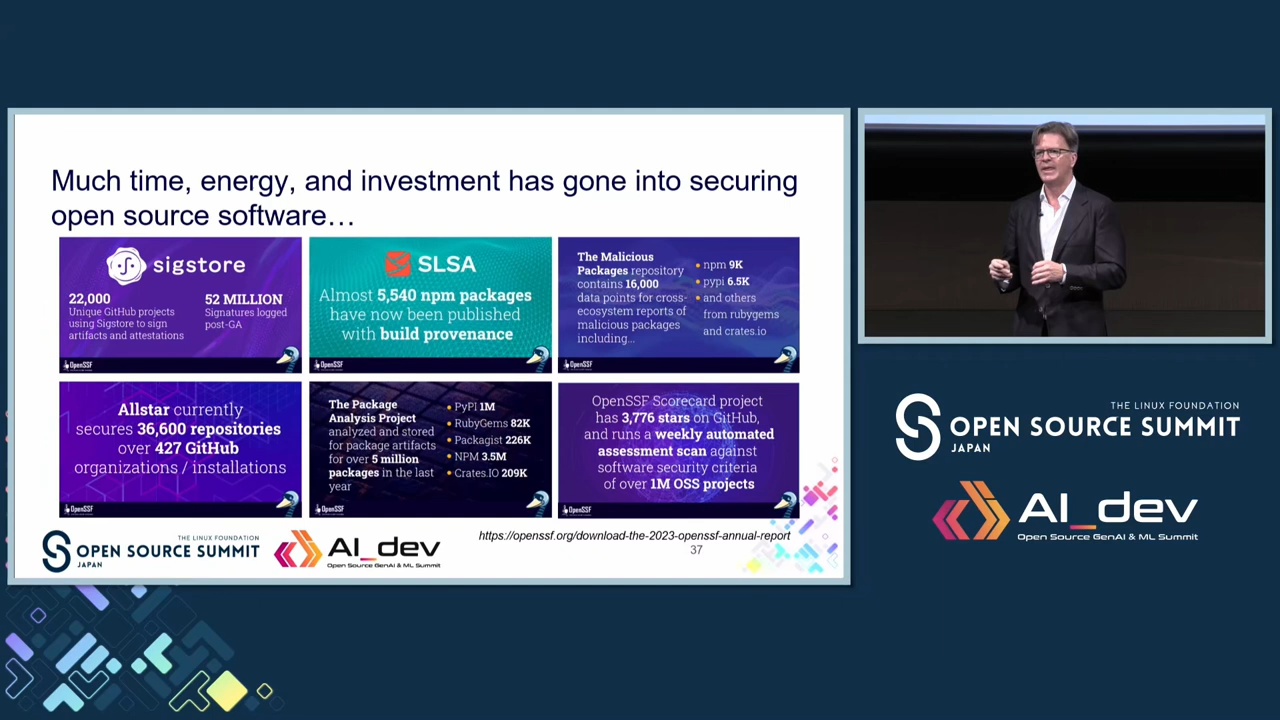 Much time, energy, and investment has gone into securing
open source software…
sigstore
22,000
Unique GitHub projects
using Sigstore to sign
artifacts and attestations
52 MILLION
Signatures logged
post-GA
OpenSSF
SLSA
Almost 5,540 npm packages
have now been published
with build provenance
OpenSSF
The Malicious
Packages repository
contains 16,000
data points for cross-
ecosystem reports of
malicious packages
including...
• npm 9K
• pypi 6.5K
• and others
from rubygems
and crates.io
OpenSSF
Allstar currently
secures 36,600 repositories
over 427 GitHub
organizations / installations
OpenSSF
The Package
Analysis Project
analyzed and stored
for package artifacts
for over 5 million
packages in the last
year
• PyPI 1M
• RubyGems 82K
• Packagist 226K
• NPM 3.5M
• Crates.IO 209K
OpenSSF
OpenSSF Scorecard project
has 3,776 stars on GitHub,
and runs a weekly automated
assessment scan against
software security criteria
of over 1M OSS projects
OpenSSF
THE LINUX FOUNDATION
OPEN SOURCE SUMMIT
JAPAN
AI_dev
Open Source GenAI & ML Summit
https://openssf.org/download-the-2023-openssf-annual-report
37
THE LINUX FOUNDATION
OPEN SOURCE SUMMIT
JAPAN
AI_dev
Open Source GenAI & ML Summit